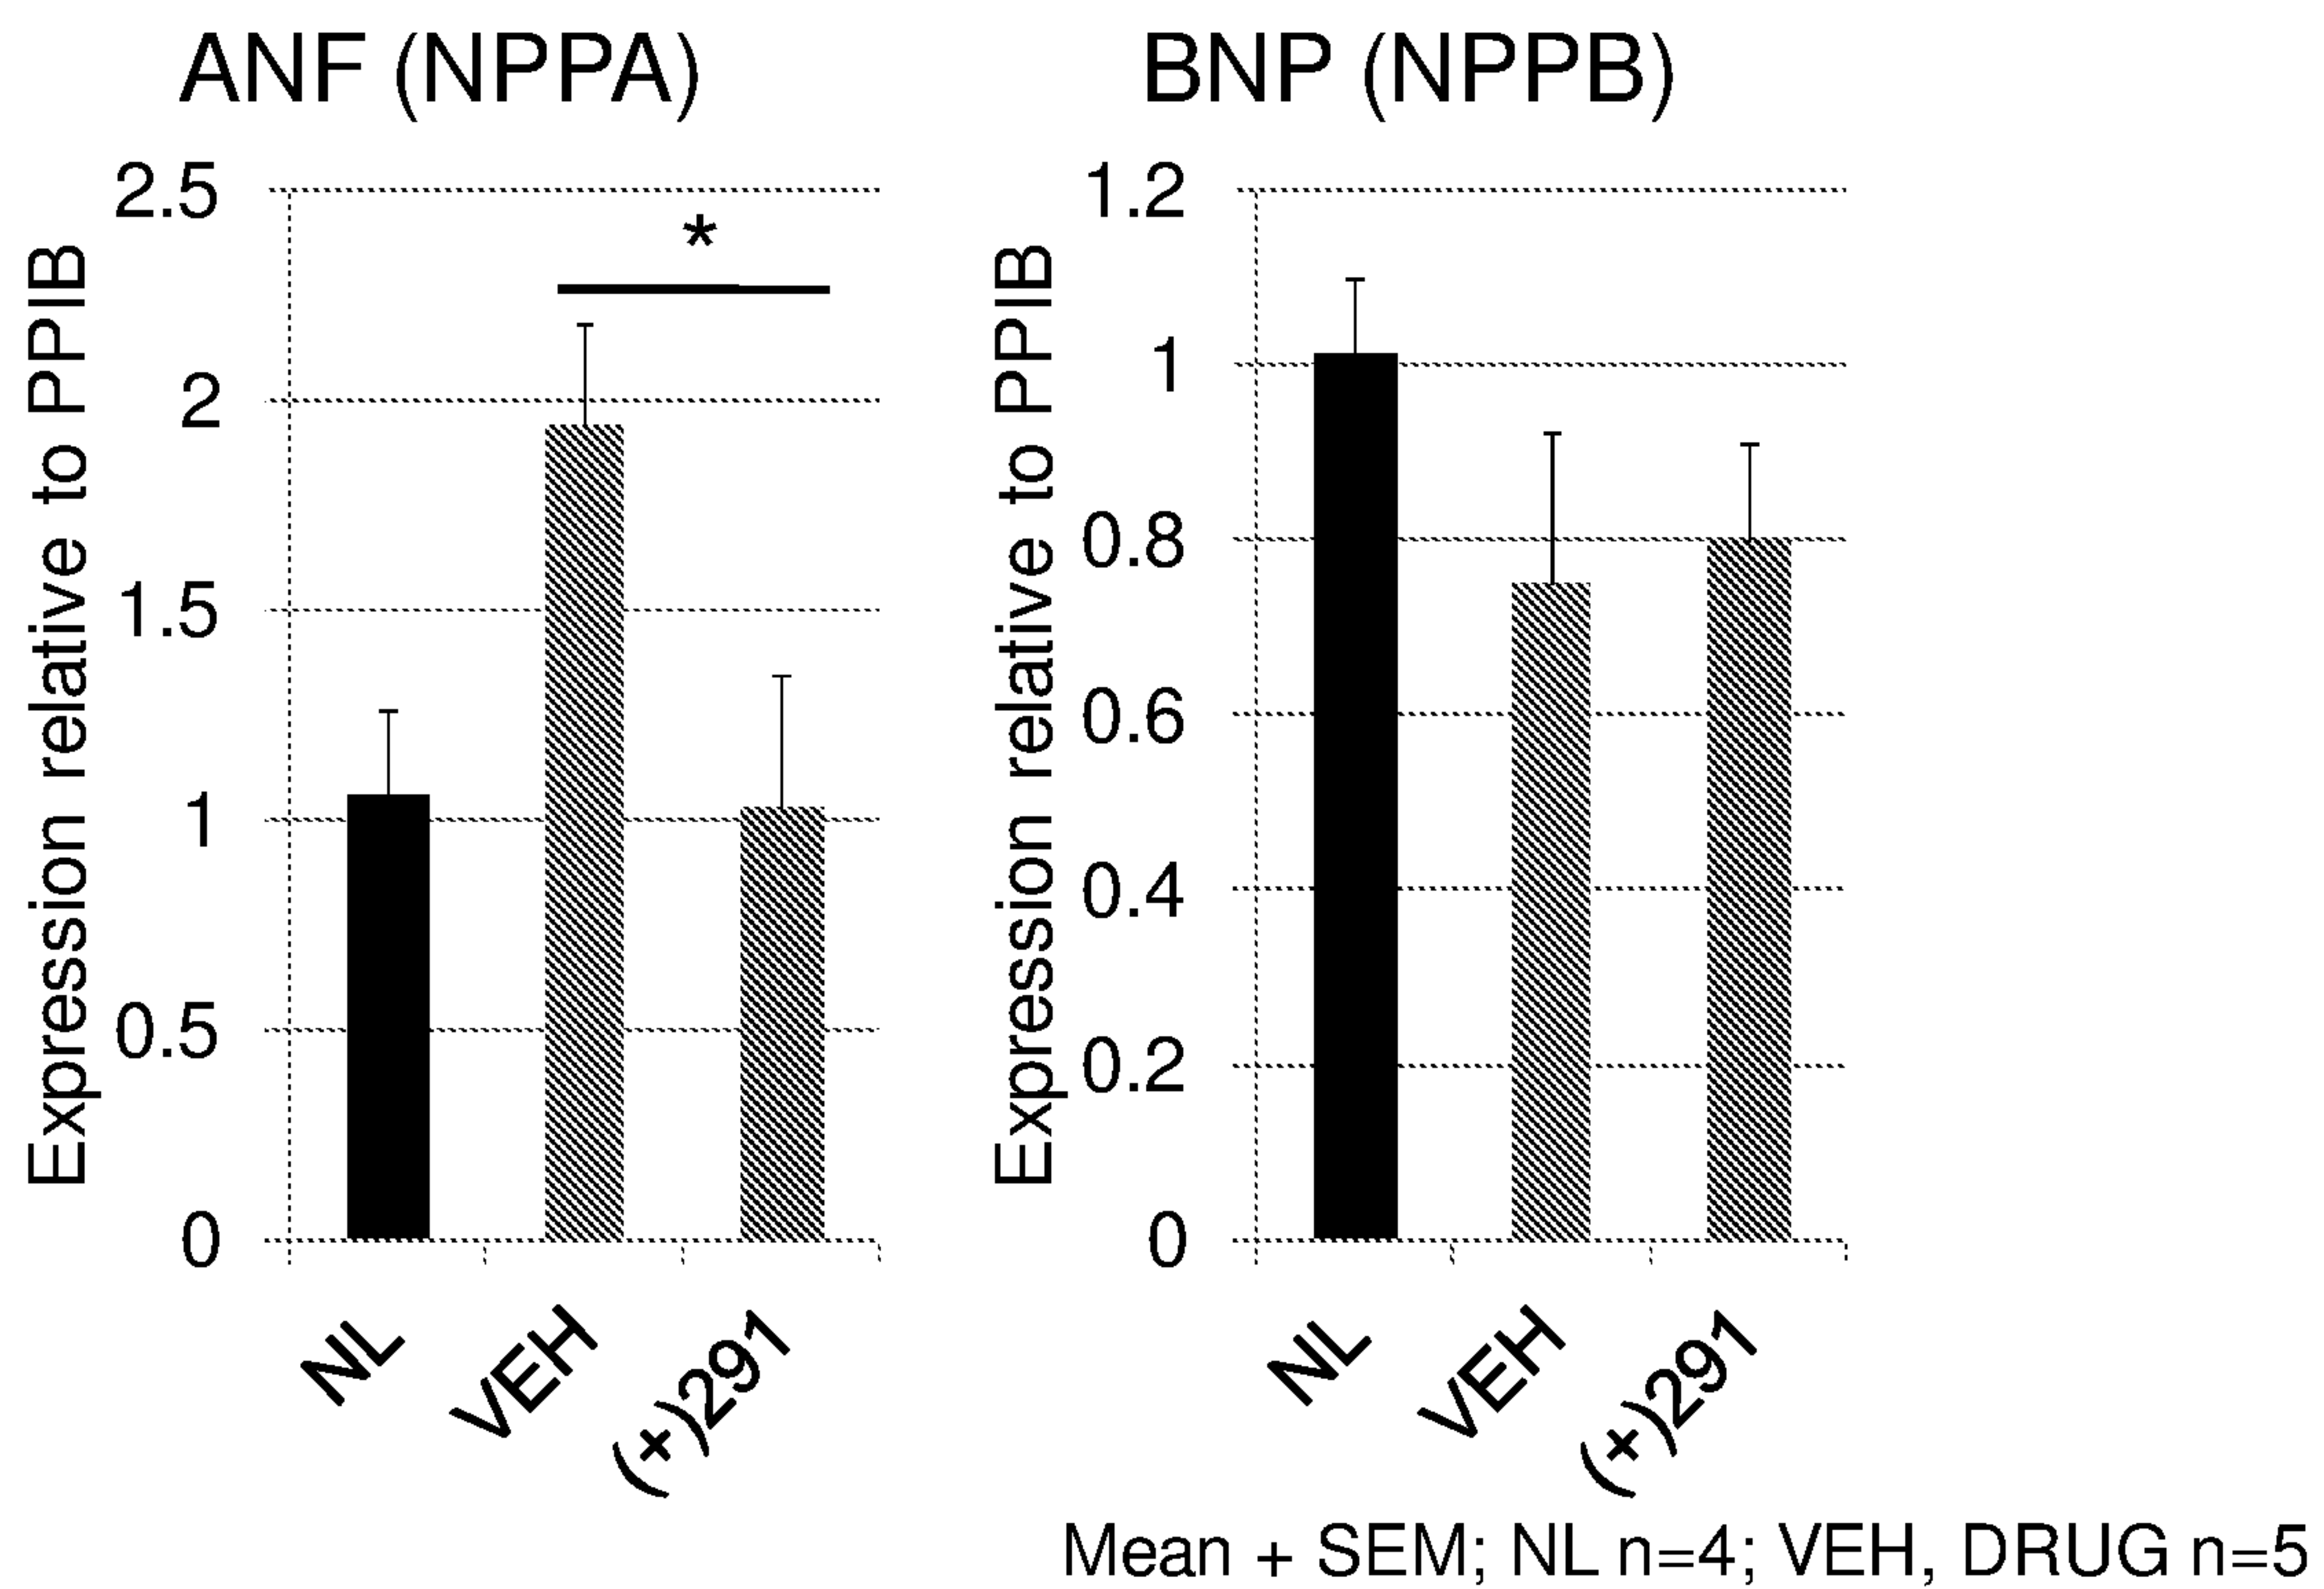 ANF (NPPA)
Expression relative to PPIB
2.5
2
1.5
1
0.5
0
*
NL
VEH
(+)291
BNP (NPPB)
Expression relative to PPIB
1.2
1
0.8
0.6
0.4
0.2
0
NL
VEH
(+)291
Mean + SEM; NL n=4; VEH, DRUG n=5